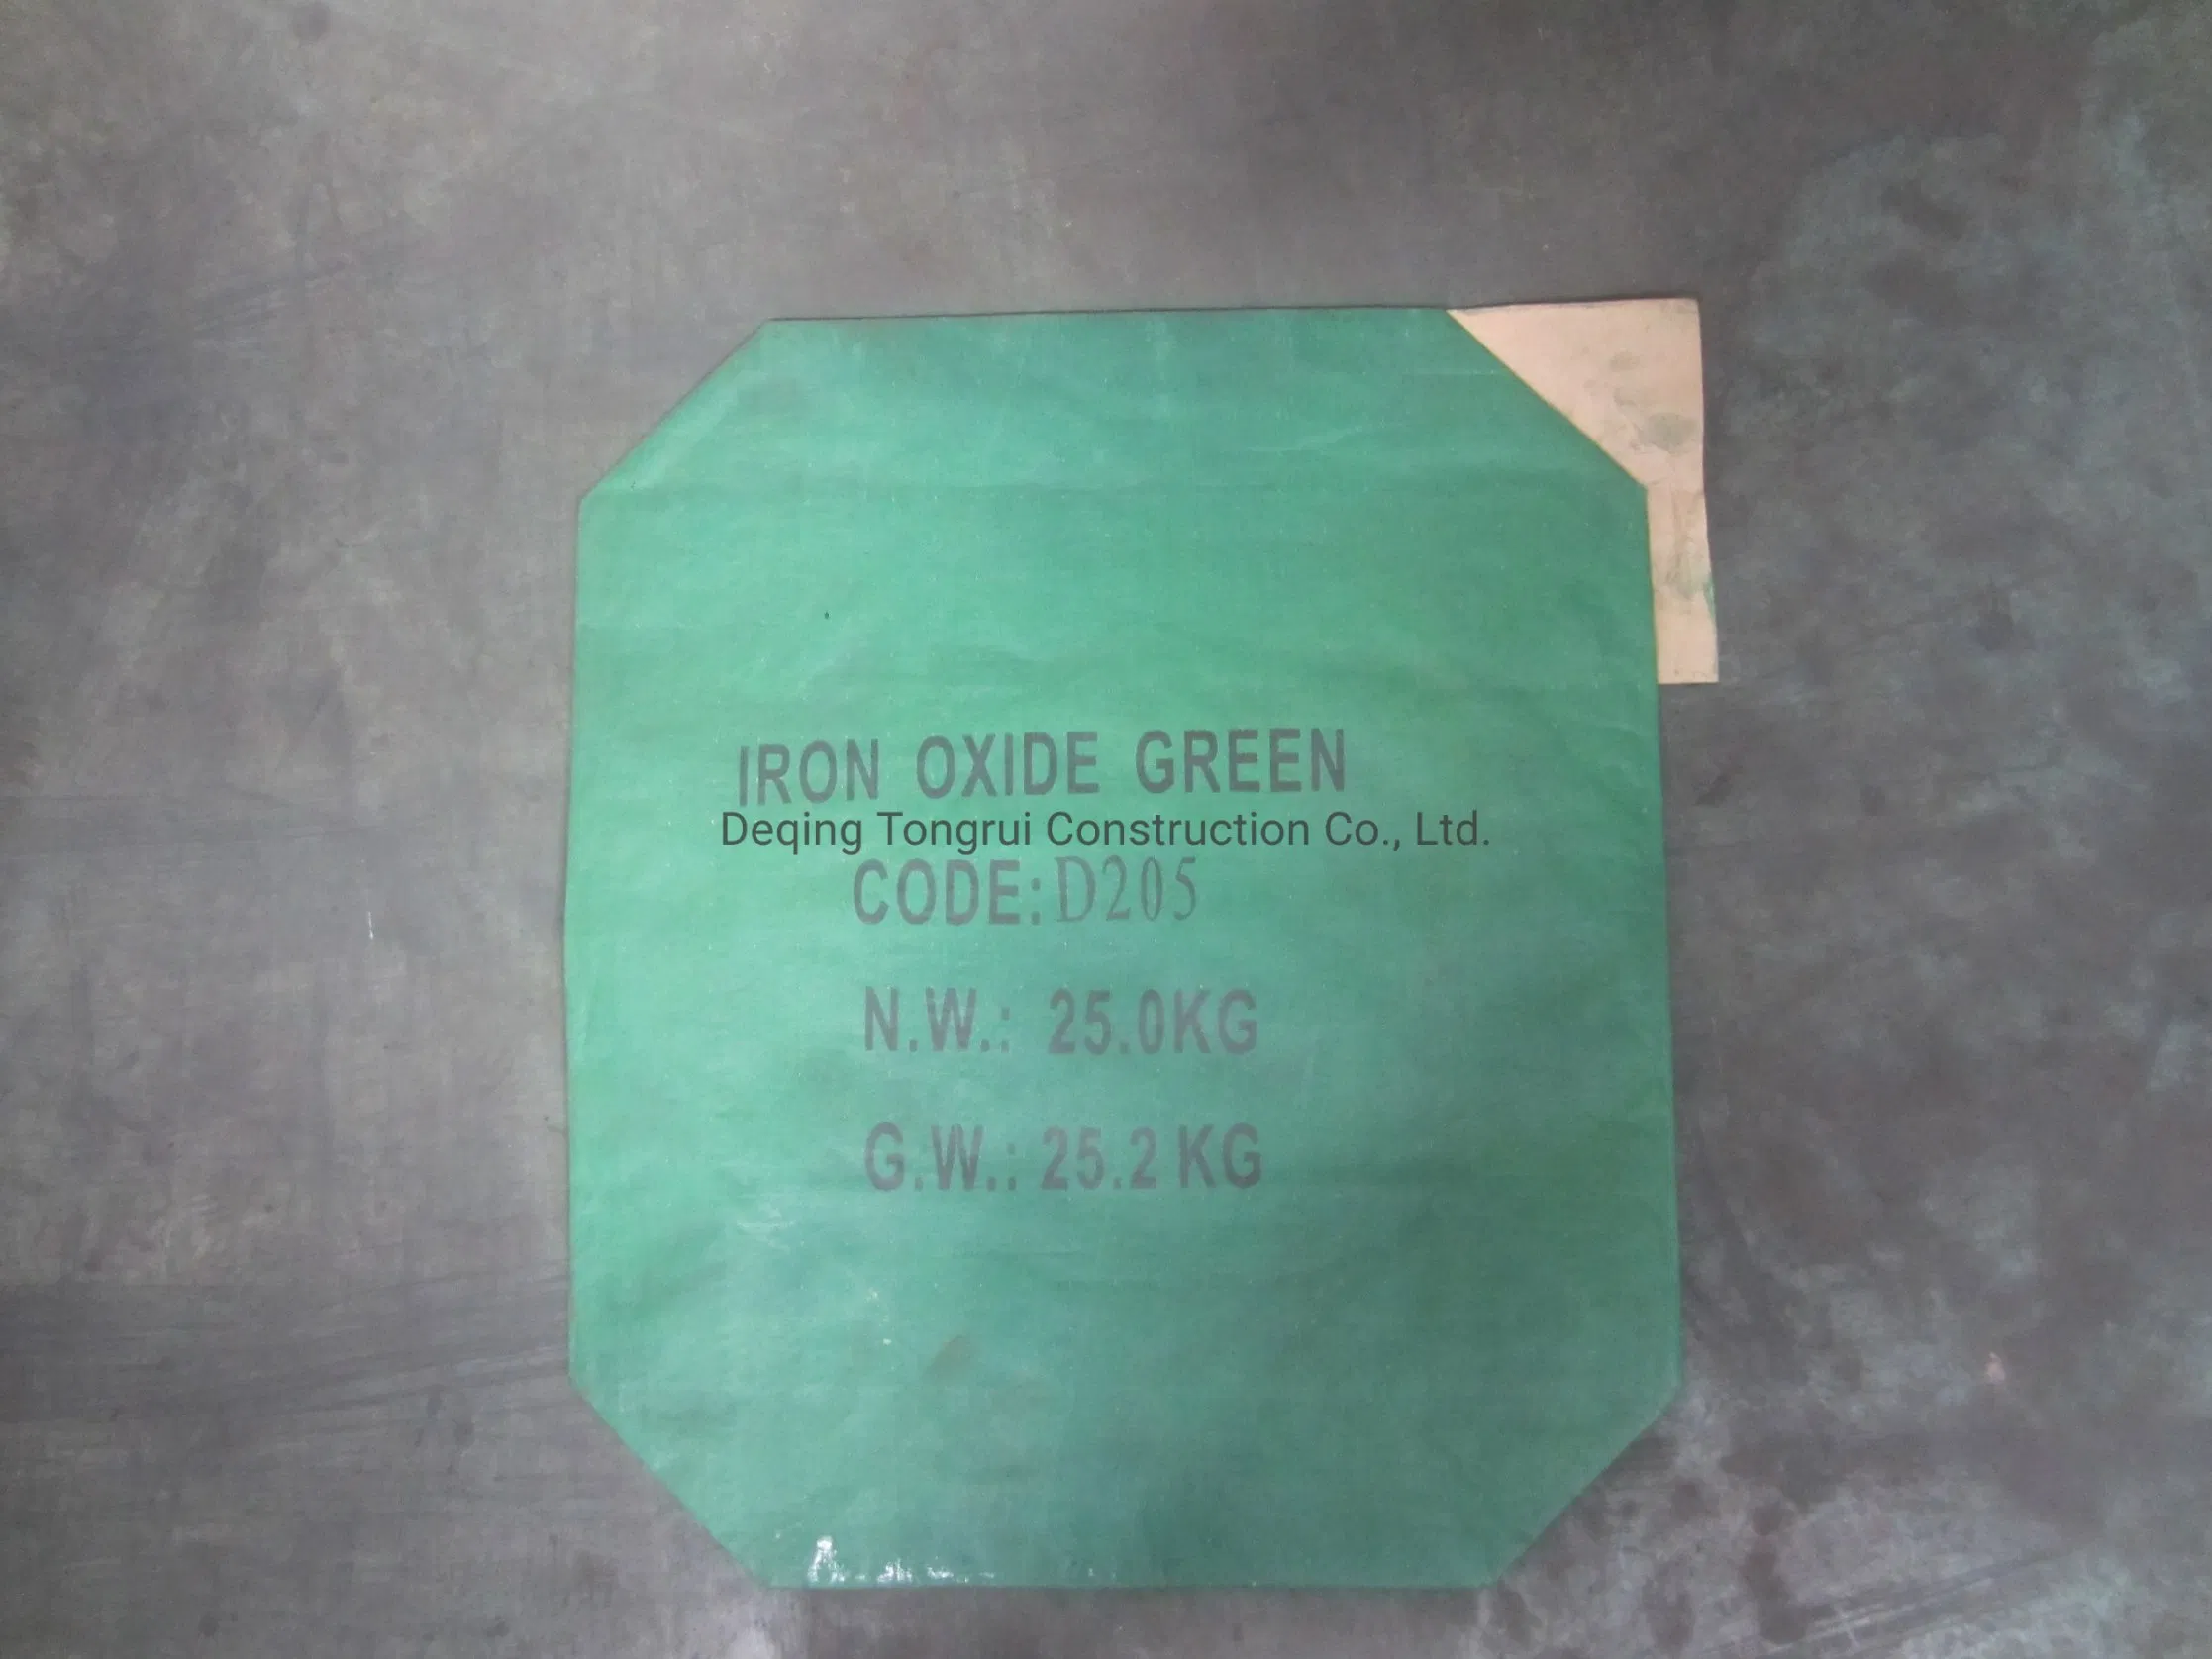 IRON OXIDE GREEN
Deqing Tongrui Construction Co., Ltd.
CODE: D205
N.W.: 25.0KG
G.W.: 25.2 KG